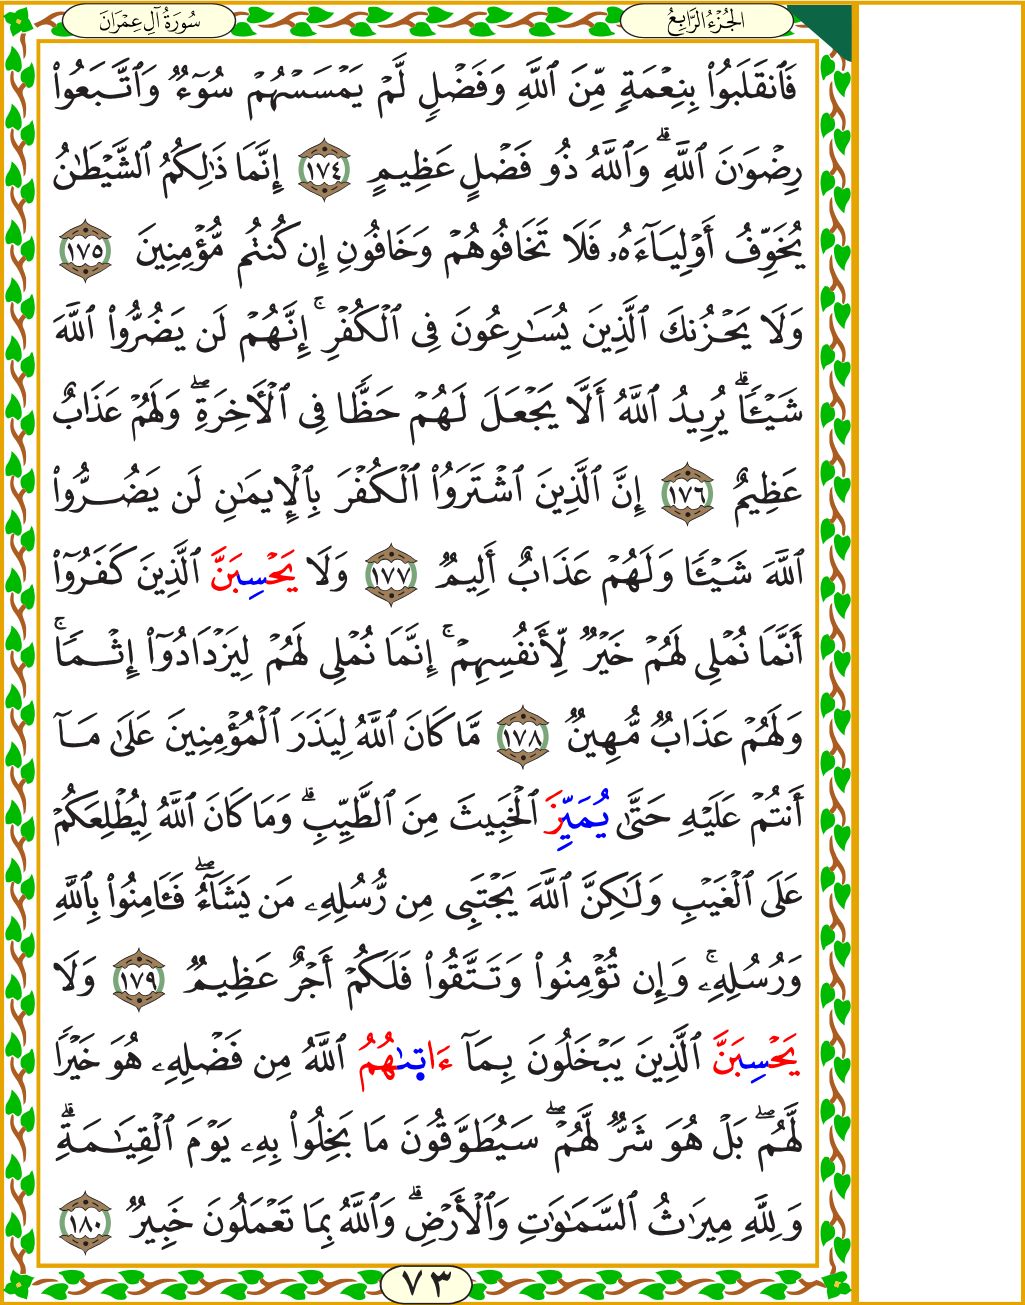 سُورَةُ آلِ عِمْرَان
الجُزْءُ الرَّابِعُ
فَٱنقَلَبُواْ بِنِعۡمَةٖ مِّنَ ٱللَّهِ وَفَضۡلٖ لَّمۡ يَمۡسَسۡهُمۡ سُوٓءٞ وَٱتَّبَعُواْ
رِضۡوَٰنَ ٱللَّهِۗ وَٱللَّهُ ذُو فَضۡلٍ عَظِيمٍ ١٧٤ إِنَّمَا ذَٰلِكُمُ ٱلشَّيۡطَٰنُ
يُخَوِّفُ أَوۡلِيَآءَهُۥ فَلَا تَخَافُوهُمۡ وَخَافُونِ إِن كُنتُم مُّؤۡمِنِينَ ١٧٥
وَلَا يَحۡزُنكَ ٱلَّذِينَ يُسَٰرِعُونَ فِي ٱلۡكُفۡرِۚ إِنَّهُمۡ لَن يَضُرُّواْ ٱللَّهَ
شَيۡـٔٗاۗ يُرِيدُ ٱللَّهُ أَلَّا يَجۡعَلَ لَهُمۡ حَظّٗا فِي ٱلۡأٓخِرَةِۖ وَلَهُمۡ عَذَابٌ
عَظِيمٌ ١٧٦ إِنَّ ٱلَّذِينَ ٱشۡتَرَوُاْ ٱلۡكُفۡرَ بِٱلۡإِيمَٰنِ لَن يَضُرُّواْ
ٱللَّهَ شَيۡـٔٗا وَلَهُمۡ عَذَابٌ أَلِيمٞ ١٧٧ وَلَا يَحۡسِبَنَّ ٱلَّذِينَ كَفَرُوٓاْ
أَنَّمَا نُمۡلِي لَهُمۡ خَيۡرٞ لِّأَنفُسِهِمۡۚ إِنَّمَا نُمۡلِي لَهُمۡ لِيَزۡدَادُوٓاْ إِثۡمٗاۚ
وَلَهُمۡ عَذَابٞ مُّهِينٞ ١٧٨ مَّا كَانَ ٱللَّهُ لِيَذَرَ ٱلۡمُؤۡمِنِينَ عَلَىٰ مَآ
أَنتُمۡ عَلَيۡهِ حَتَّىٰ يُمَيِّزَ ٱلۡخَبِيثَ مِنَ ٱلطَّيِّبِۗ وَمَا كَانَ ٱللَّهُ لِيُطۡلِعَكُمۡ
عَلَى ٱلۡغَيۡبِ وَلَٰكِنَّ ٱللَّهَ يَجۡتَبِي مِن رُّسُلِهِۦ مَن يَشَآءُۖ فَـَٔامِنُواْ بِٱللَّهِ
وَرُسُلِهِۦۚ وَإِن تُؤۡمِنُواْ وَتَتَّقُواْ فَلَكُمۡ أَجۡرٌ عَظِيمٞ ١٧٩ وَلَا
يَحۡسِبَنَّ ٱلَّذِينَ يَبۡخَلُونَ بِمَآ ءَاتٜىٰهُمُ ٱللَّهُ مِن فَضۡلِهِۦ هُوَ خَيۡرٗا
لَّهُمۖ بَلۡ هُوَ شَرّٞ لَّهُمۡۖ سَيُطَوَّقُونَ مَا بَخِلُواْ بِهِۦ يَوۡمَ ٱلۡقِيَٰمَةِۗ
وَلِلَّهِ مِيرَٰثُ ٱلسَّمَٰوَٰتِ وَٱلۡأَرۡضِۗ وَٱللَّهُ بِمَا تَعۡمَلُونَ خَبِيرٞ ١٨٠
٧٣